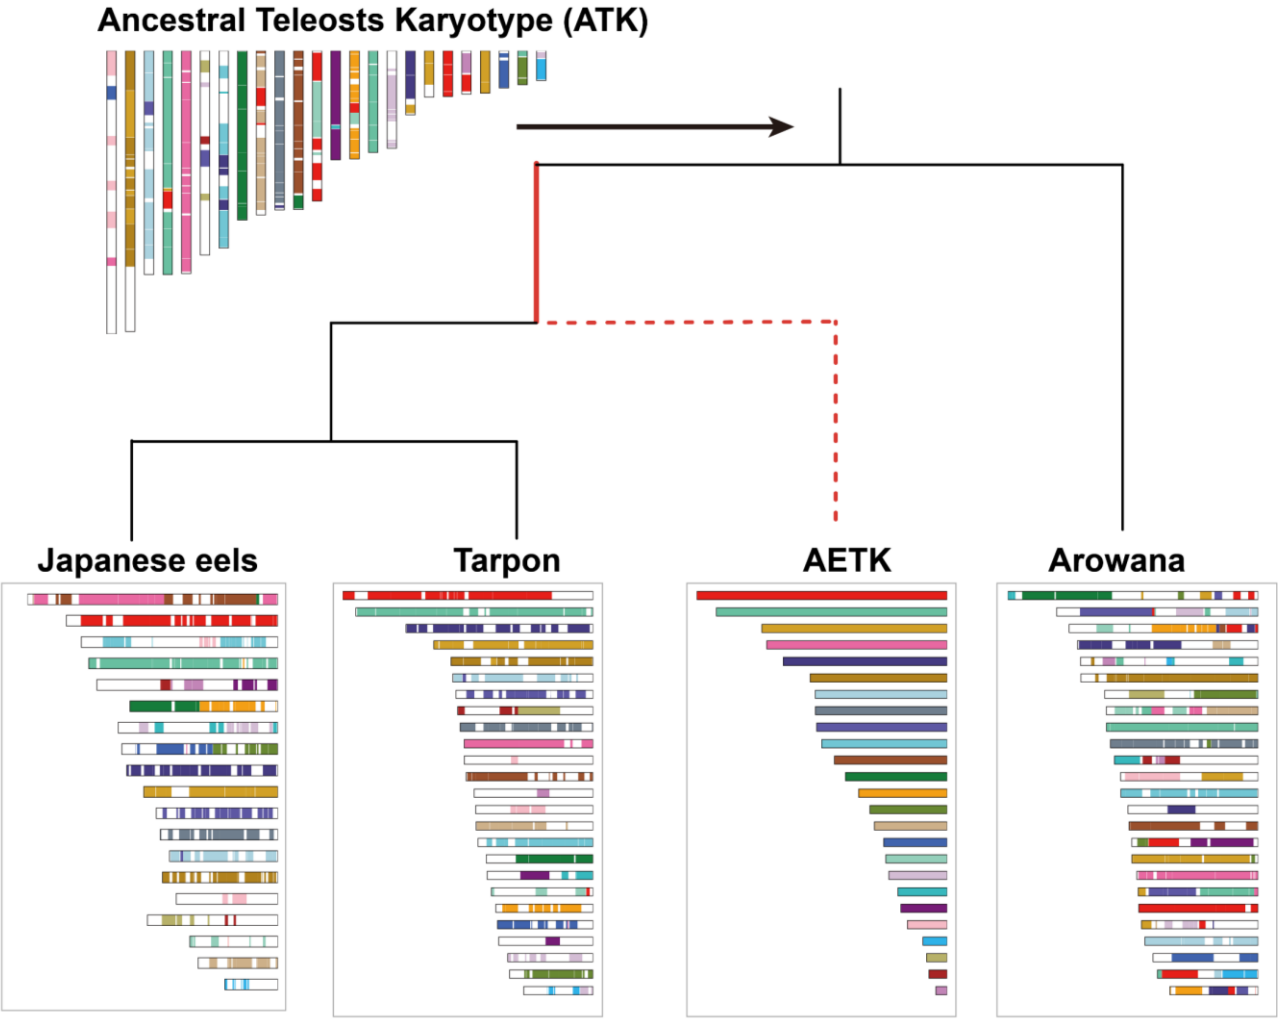 Ancestral Teleosts Karyotype (ATK)
Japanese eels
Tarpon
AETK
Arowana